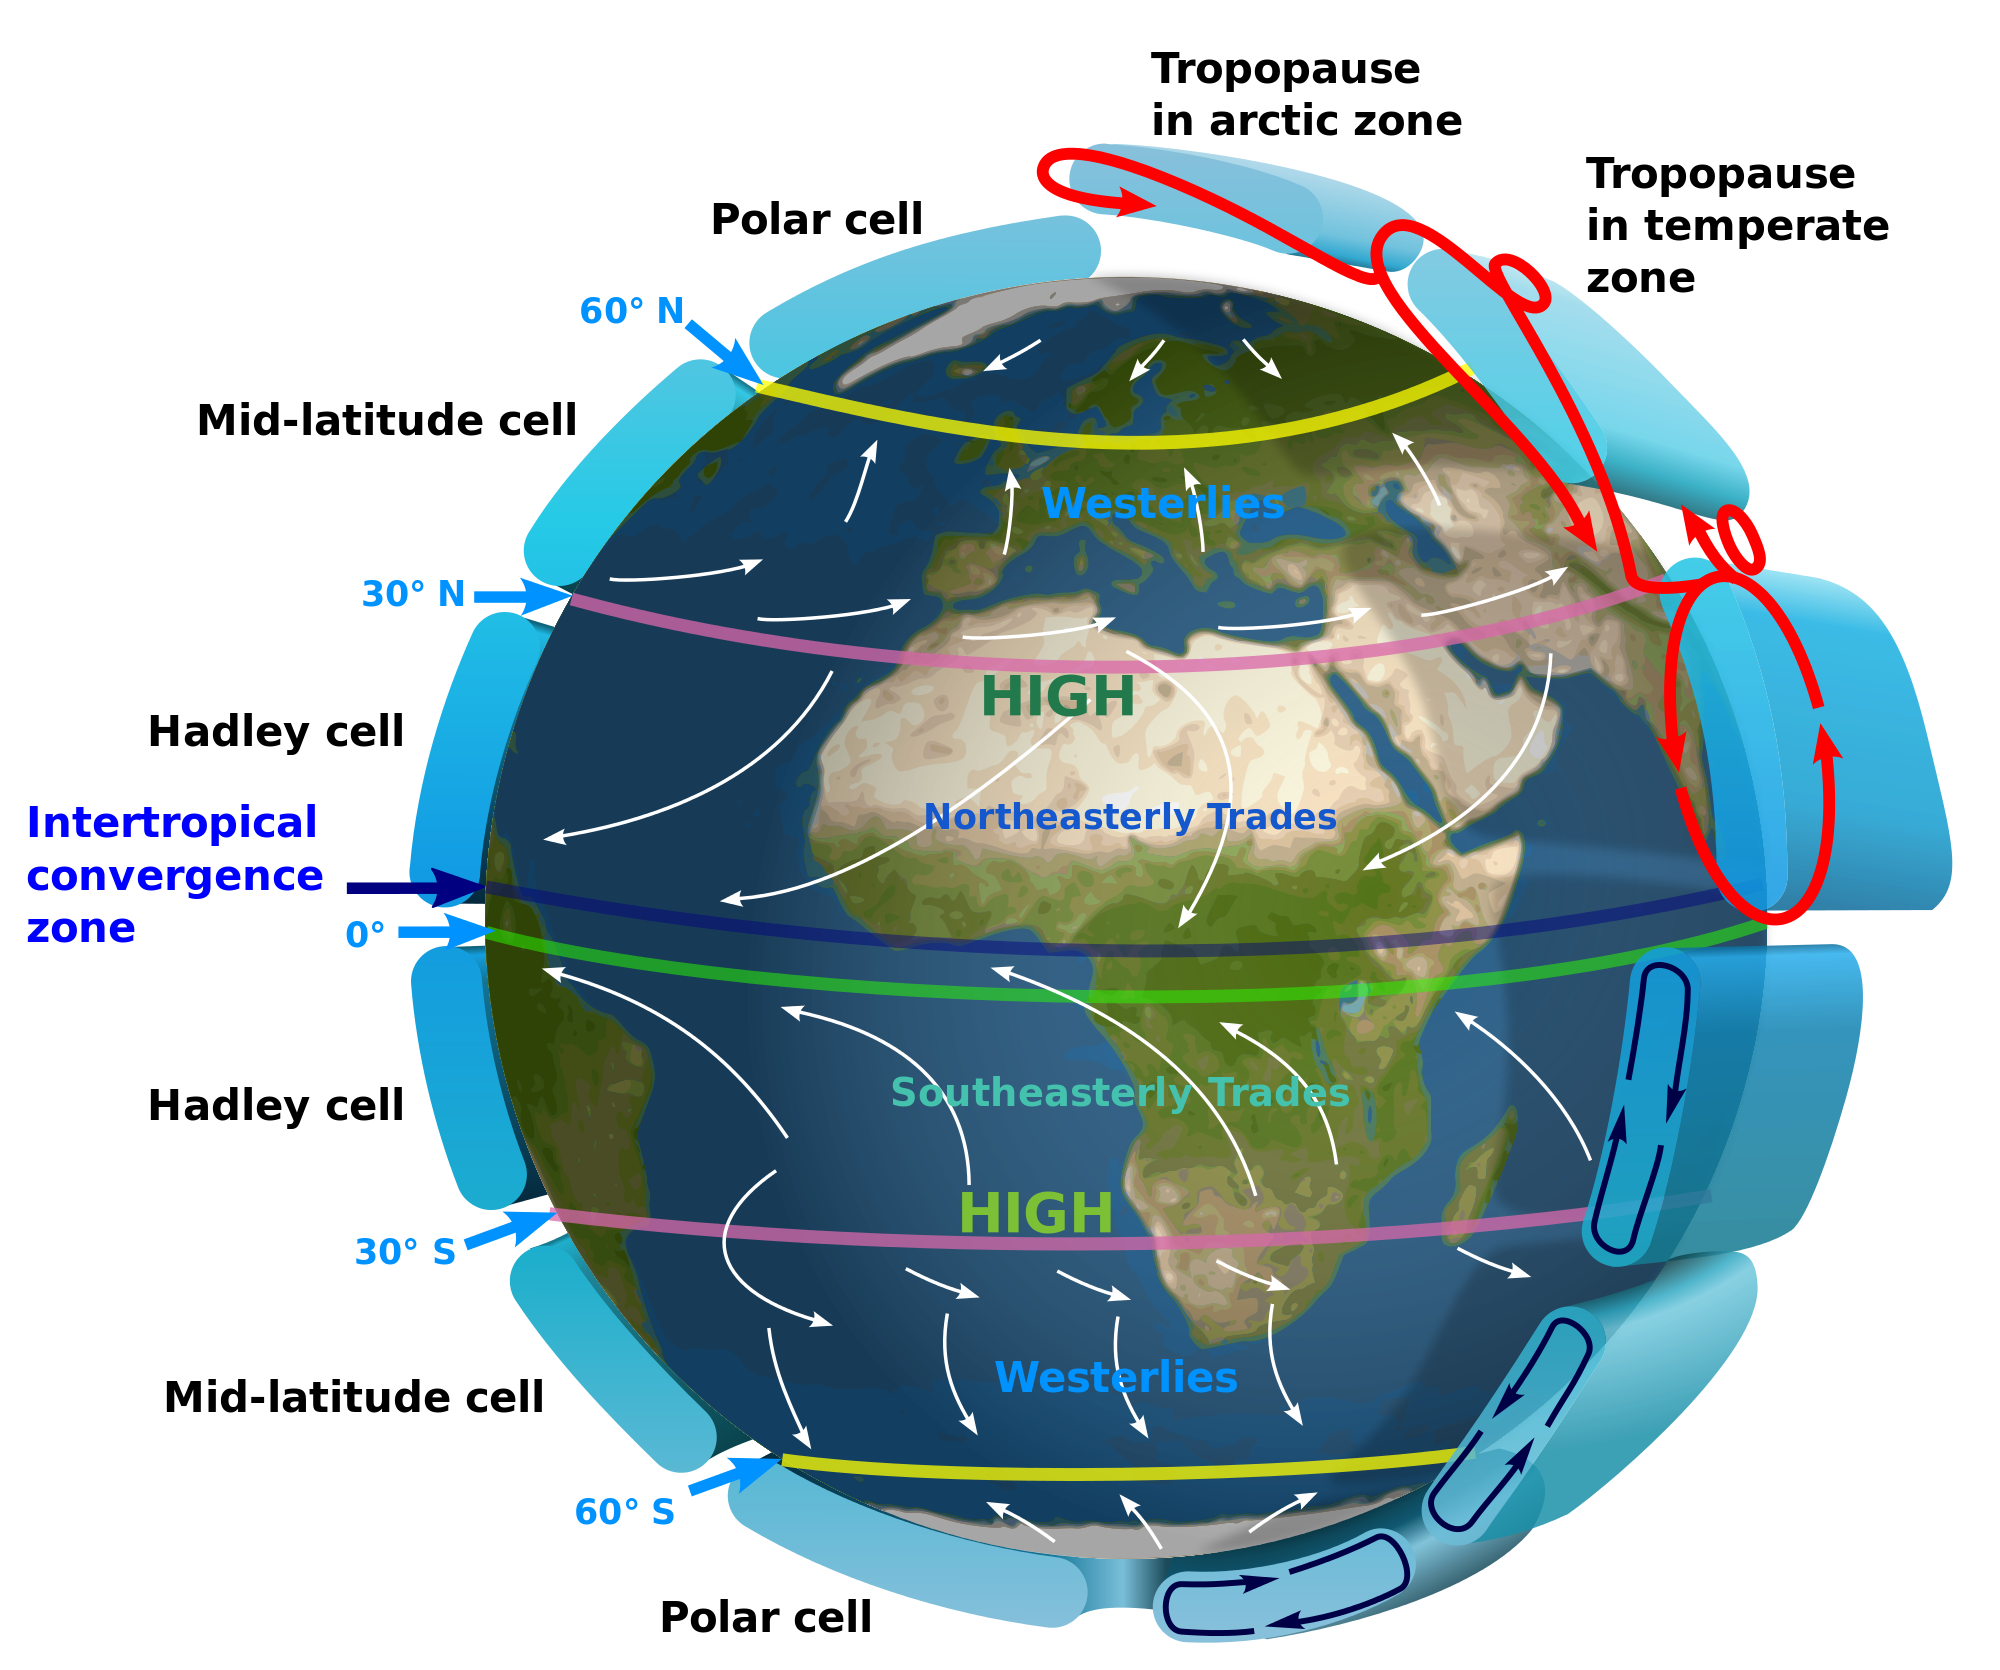 Tropopause
in arctic zone
Tropopause
in temperate
zone
Polar cell
60° N
Mid-latitude cell
Westerlies
30° N
HIGH
Hadley cell
Northeasterly Trades
Intertropical
convergence
zone
0°
Southeasterly Trades
Hadley cell
HIGH
30° S
Westerlies
Mid-latitude cell
60° S
Polar cell